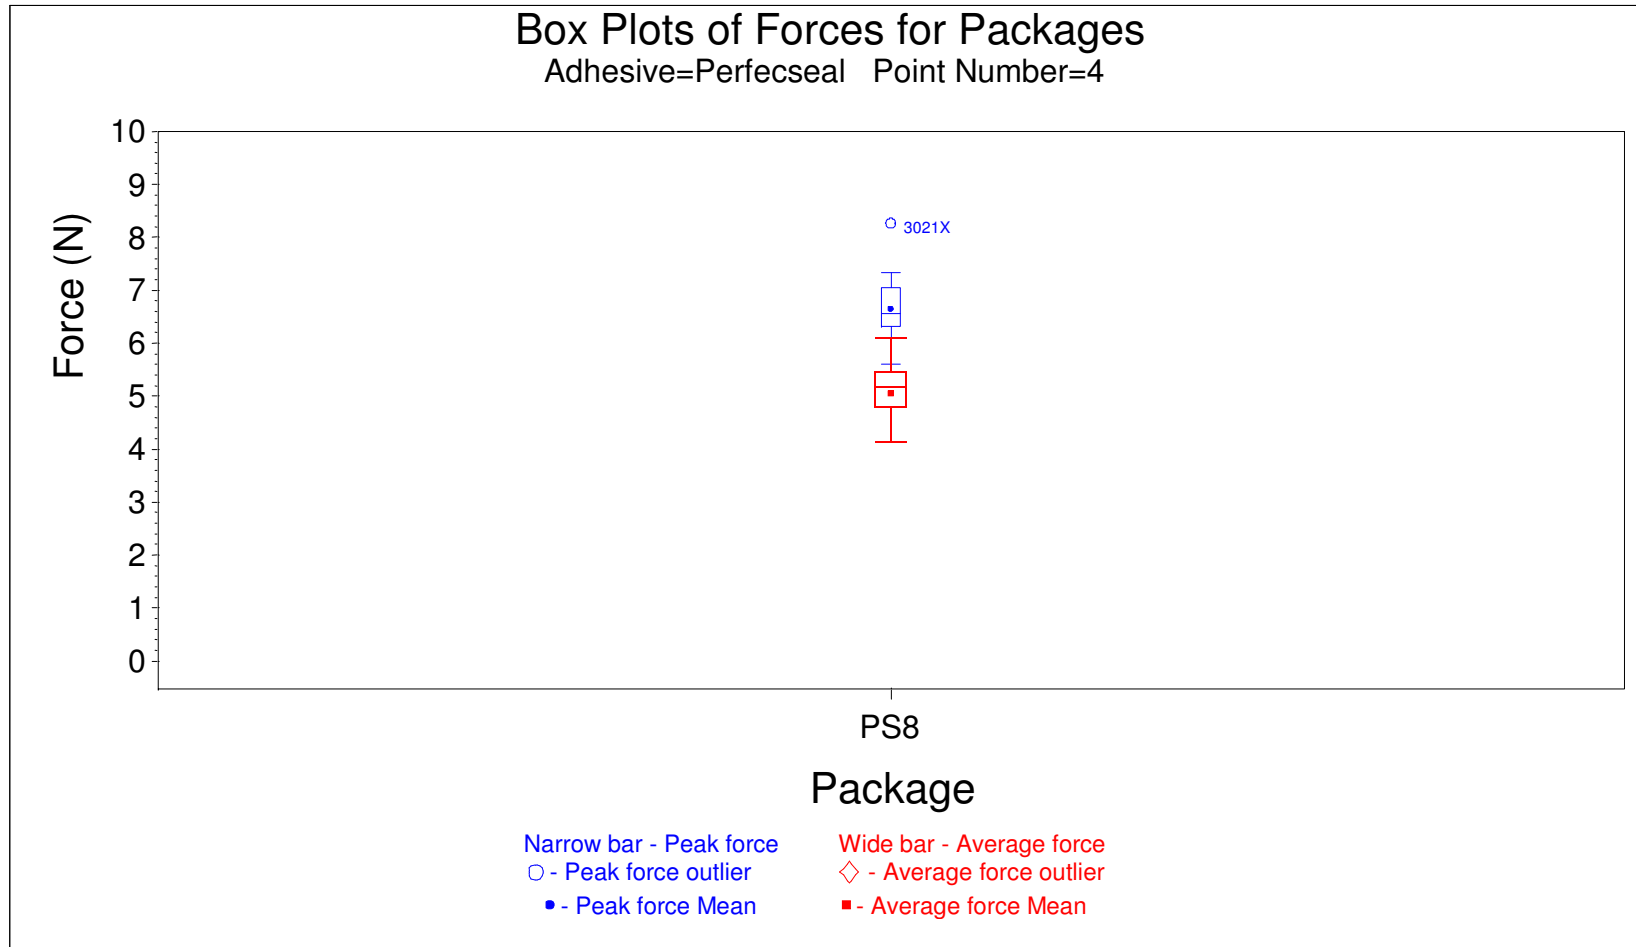 Box Plots of Forces for Packages
Adhesive=Perfecseal Point Number=4
Force (N)
10
9
8
7
6
5
4
3
2
1
0
3021X
PS8
Package
Narrow bar - Peak force
Wide bar - Average force
- Peak force outlier
- Average force outlier
- Peak force Mean
- Average force Mean